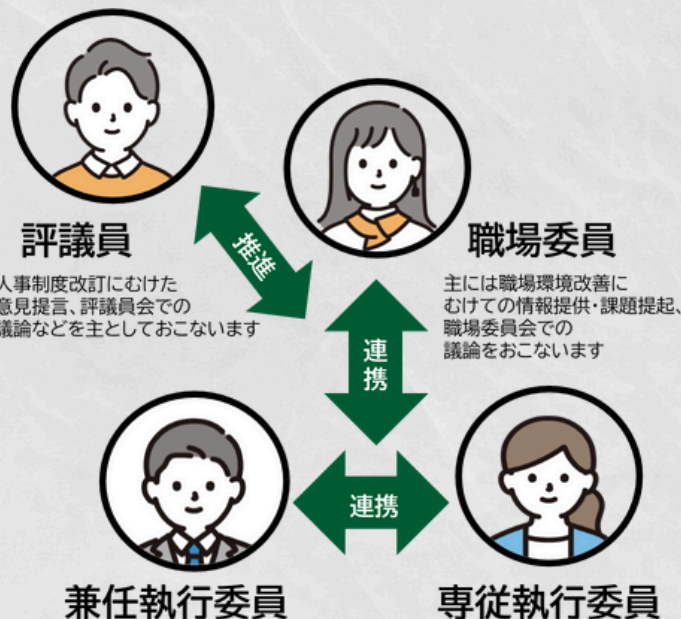 評議員
人事制度改訂にむけた
意見提言、評議員会での
議論などを主としておこないます
推進
職場委員
主には職場環境改善に
むけての情報提供・課題提起、
職場委員会での
議論をおこないます
連携
連携
兼任執行委員
専従執行委員